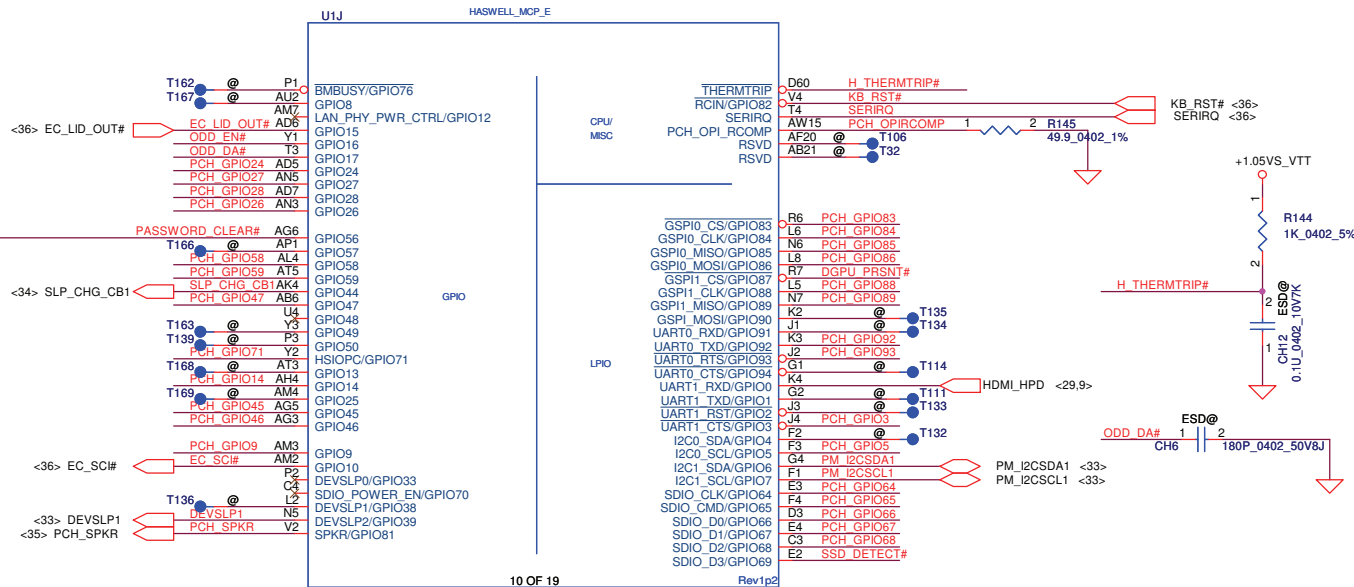 U1J
HASWELL_MCP_E
T162 @ P1 BMBUSY/GPIO76
T167 @ AU2 GPIO8
AM7 LAN_PHY_PWR_CTRL/GPIO12
<36> EC_LID_OUT# EC_LID_OUT# AD6 GPIO15
ODD_EN# Y1 GPIO16
ODD_DA# T3 GPIO17
PCH_GPIO24 AD5 GPIO24
PCH_GPIO27 AN5 GPIO27
PCH_GPIO28 AD7 GPIO28
PCH_GPIO26 AN3 GPIO26
PASSWORD_CLEAR# AG6 GPIO56
T166 @ AP1 GPIO57
PCH_GPIO58 AL4 GPIO58
PCH_GPIO59 AT5 GPIO59
<34> SLP_CHG_CB1 SLP_CHG_CB1 AK4 GPIO44
PCH_GPIO47 AB6 GPIO47
U4 GPIO48
T163 @ Y3 GPIO49
T139 @ P3 GPIO50
PCH_GPIO71 Y2 HSIOPC/GPIO71
T168 @ AT3 GPIO13
PCH_GPIO14 AH4 GPIO14
T169 @ AM4 GPIO25
PCH_GPIO45 AG5 GPIO45
PCH_GPIO46 AG3 GPIO46
PCH_GPIO9 AM3 GPIO9
<36> EC_SCI# EC_SCI# AM2 GPIO10
P2 DEVSLP0/GPIO33
C4 SDIO_POWER_EN/GPIO70
T136 @ L2 DEVSLP1/GPIO38
<33> DEVSLP1 DEVSLP1 N5 DEVSLP2/GPIO39
<35> PCH_SPKR PCH_SPKR V2 SPKR/GPIO81
CPU/
MISC
GPIO
LPIO
THERMTRIP D60 H_THERMTRIP#
RCIN/GPIO82 V4 KB_RST# KB_RST# <36>
SERIRQ T4 SERIRQ SERIRQ <36>
PCH_OPI_RCOMP AW15 PCH_OPIRCOMP 1 2 R145
49.9_0402_1%
RSVD AF20 @ T106
RSVD AB21 @ T32
GSPI0_CS/GPIO83 R6 PCH_GPIO83
GSPI0_CLK/GPIO84 L6 PCH_GPIO84
GSPI0_MISO/GPIO85 N6 PCH_GPIO85
GSPI0_MOSI/GPIO86 L8 PCH_GPIO86
GSPI1_CS/GPIO87 R7 DGPU_PRSNT#
GSPI1_CLK/GPIO88 L5 PCH_GPIO88
GSPI1_MISO/GPIO89 N7 PCH_GPIO89
GSPI_MOSI/GPIO90 K2 @ T135
UART0_RXD/GPIO91 J1 @ T134
UART0_TXD/GPIO92 K3 PCH_GPIO92
UART0_RTS/GPIO93 J2 PCH_GPIO93
UART0_CTS/GPIO94 G1 @ T114
UART1_RXD/GPIO0 K4 HDMI_HPD <29,9>
UART1_TXD/GPIO1 G2 @ T111
UART1_RST/GPIO2 J3 @ T133
UART1_CTS/GPIO3 J4 PCH_GPIO3
I2C0_SDA/GPIO4 F2 @ T132
I2C0_SCL/GPIO5 F3 PCH_GPIO5
I2C1_SDA/GPIO6 G4 PM_I2CSDA1 PM_I2CSDA1 <33>
I2C1_SCL/GPIO7 F1 PM_I2CSCL1 PM_I2CSCL1 <33>
SDIO_CLK/GPIO64 E3 PCH_GPIO64
SDIO_CMD/GPIO65 F4 PCH_GPIO65
SDIO_D0/GPIO66 D3 PCH_GPIO66
SDIO_D1/GPIO67 E4 PCH_GPIO67
SDIO_D2/GPIO68 C3 PCH_GPIO68
SDIO_D3/GPIO69 E2 SSD_DETECT#
10 OF 19
Rev1p2
+1.05VS_VTT
1
R144
1K_0402_5%
2
H_THERMTRIP#
2
1
ESD@
CH12
0.1U_0402_10V7K
ESD@
ODD_DA# 1 2
CH6 180P_0402_50V8J